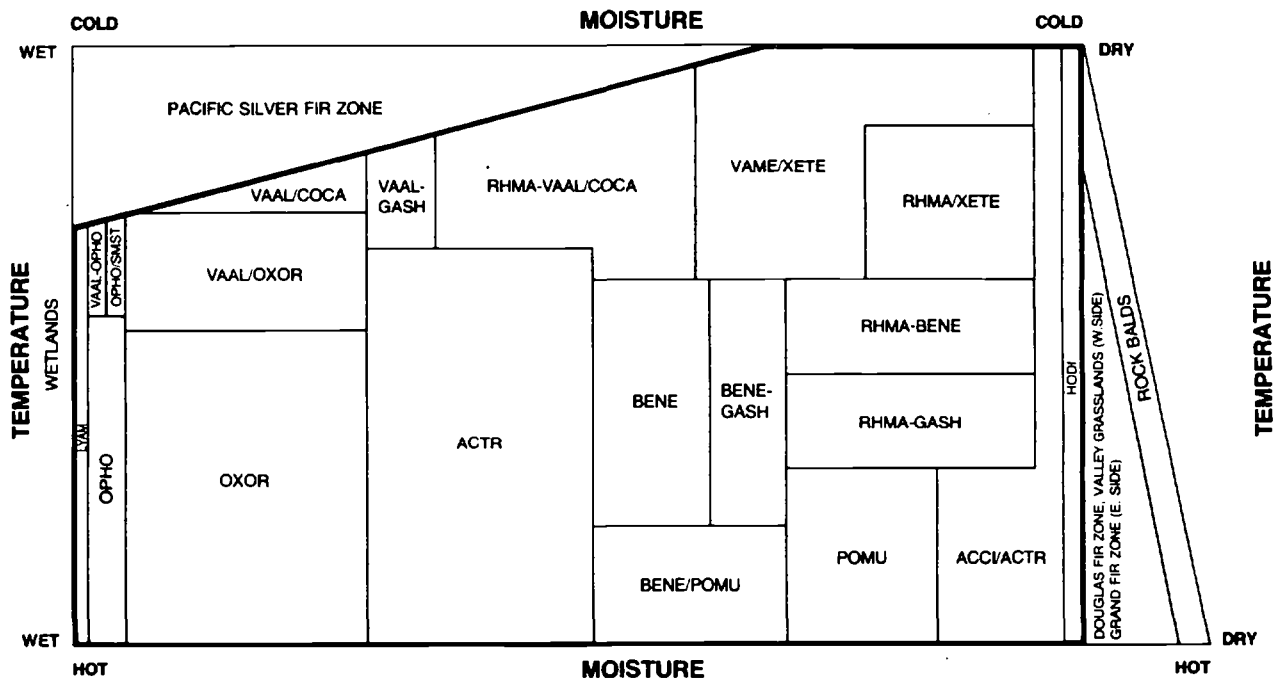 MOISTURE
COLD
COLD
WET
DRY
PACIFIC SILVER FIR ZONE
VAAL/COCA
VAAL-
GASH
RHMA-VAAL/COCA
VAME/XETE
RHMA/XETE
VAAL-OPHO
OPHO/SMST
VAAL/OXOR
TEMPERATURE
WETLANDS
LYAM
OPHO
OXOR
ACTR
BENE
BENE-
GASH
RHMA-BENE
RHMA-GASH
BENE/POMU
POMU
ACCI/ACTR
HODI
DOUGLAS FIR ZONE, VALLEY GRASSLANDS (W.SIDE)
GRAND FIR ZONE (E. SIDE)
ROCK BALDS
TEMPERATURE
WET
DRY
HOT
MOISTURE
HOT